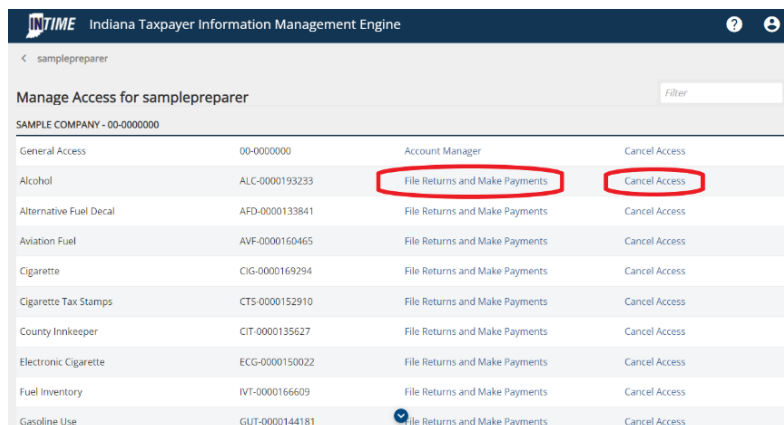 INTIME Indiana Taxpayer Information Management Engine ?
< samplepreparer
Manage Access for samplepreparer Filter
SAMPLE COMPANY - 00-0000000
General Access 00-0000000 Account Manager Cancel Access
Alcohol ALC-0000193233 File Returns and Make Payments Cancel Access
Alternative Fuel Decal AFD-0000133841 File Returns and Make Payments Cancel Access
Aviation Fuel AVF-0000160465 File Returns and Make Payments Cancel Access
Cigarette CIG-0000169294 File Returns and Make Payments Cancel Access
Cigarette Tax Stamps CTS-0000152910 File Returns and Make Payments Cancel Access
County Innkeeper CIT-0000135627 File Returns and Make Payments Cancel Access
Electronic Cigarette ECG-0000150022 File Returns and Make Payments Cancel Access
Fuel Inventory IVT-0000166609 File Returns and Make Payments Cancel Access
Gasoline Use GUT-0000144181 File Returns and Make Payments Cancel Access